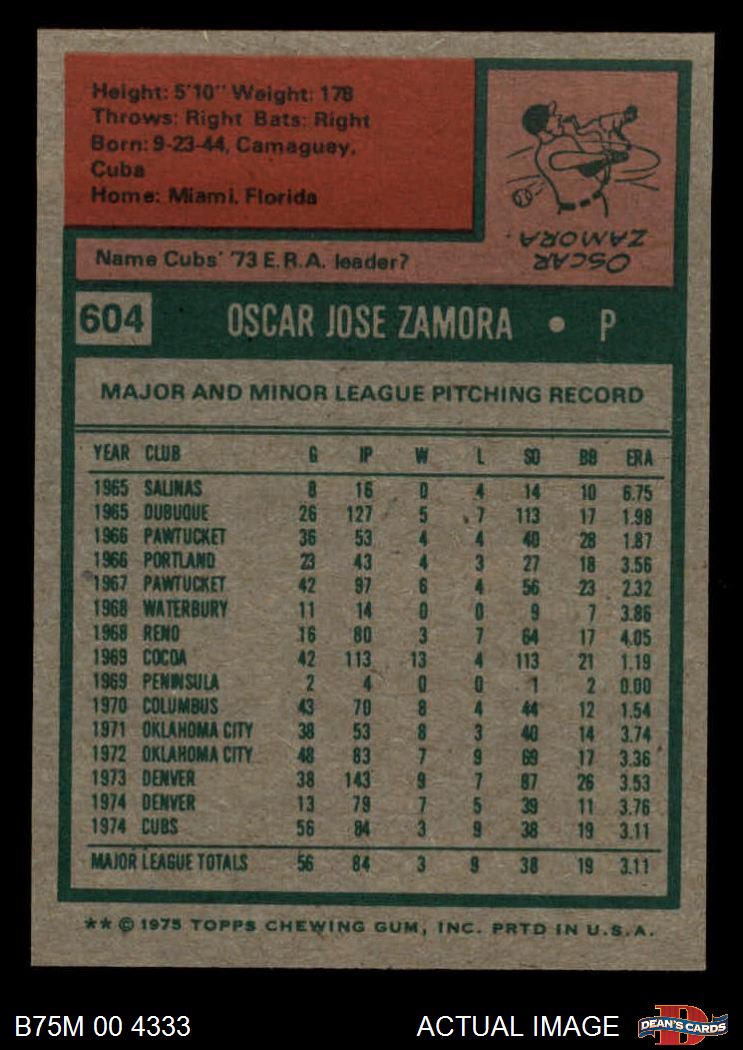 Height: 5'10" Weight: 178
Throws: Right Bats: Right
Born: 9-23-44, Camaguey,
Cuba
Home: Miami, Florida
Name Cubs' '73 E.R.A. leader?
OSCAR
ZAMORA.
604 OSCAR JOSE ZAMORA • P
MAJOR AND MINOR LEAGUE PITCHING RECORD
YEAR CLUB G IP W L SO BB ERA
1965 SALINAS 8 16 0 4 14 10 6.75
1965 DUBUQUE 26 127 5 7 113 17 1.98
1966 PAWTUCKET 36 53 4 4 40 28 1.87
1966 PORTLAND 23 43 4 3 27 18 3.56
1967 PAWTUCKET 42 97 6 4 56 23 2.32
1968 WATERBURY 11 14 0 0 9 7 3.86
1968 RENO 16 80 3 7 64 17 4.05
1969 COCOA 42 113 13 4 113 21 1.19
1969 PENINSULA 2 4 0 0 1 2 0.00
1970 COLUMBUS 43 70 8 4 44 12 1.54
1971 OKLAHOMA CITY 38 53 8 3 40 14 3.74
1972 OKLAHOMA CITY 48 83 7 9 69 17 3.36
1973 DENVER 38 143 9 7 87 26 3.53
1974 DENVER 13 79 7 5 39 11 3.76
1974 CUBS 56 84 3 9 38 19 3.11
MAJOR LEAGUE TOTALS 56 84 3 9 38 19 3.11
** © 1975 TOPPS CHEWING GUM, INC. PRTD IN U.S.A.
B75M 00 4333 ACTUAL IMAGE
D
DEAN'S CARDS